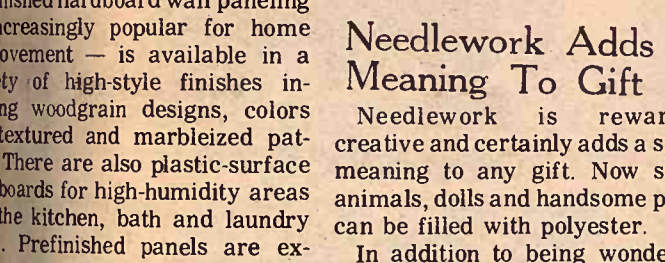 hardboard wall paneling
increasingly popular for home
— is available in a
of high-style finishes in-
woodgrain designs, colors
textured and marbleized pat-
There are also plastic-surface
boards for high-humidity areas
the kitchen, bath and laundry
. Prefinished panels are ex-
Needlework Adds
Meaning To Gift
Needlework is
creative and certainly adds a
meaning to any gift. Now
animals, dolls and handsome
can be filled with polyester.
In addition to being